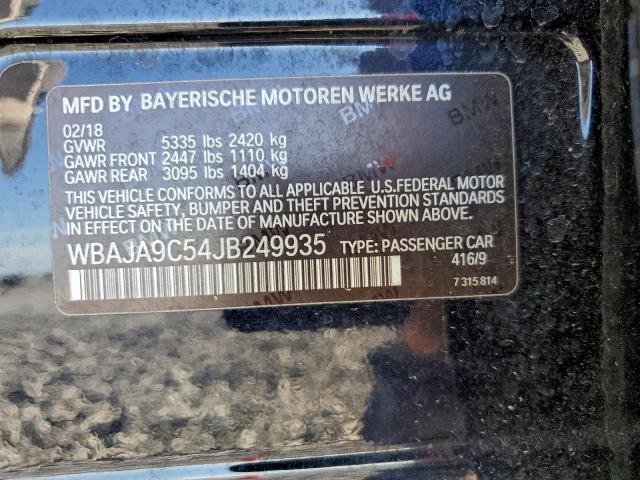 MFD BY BAYERISCHE MOTOREN WERKE AG
02/18
GVWR 5335 lbs 2420 kg
GAWR FRONT 2447 lbs 1110 kg
GAWR REAR 3095 lbs 1404 kg
THIS VEHICLE CONFORMS TO ALL APPLICABLE U.S.FEDERAL MOTOR
VEHICLE SAFETY, BUMPER AND THEFT PREVENTION STANDARDS
IN EFFECT ON THE DATE OF MANUFACTURE SHOWN ABOVE.
WBAJA9C54JB249935 TYPE: PASSENGER CAR
416/9
7 315 814